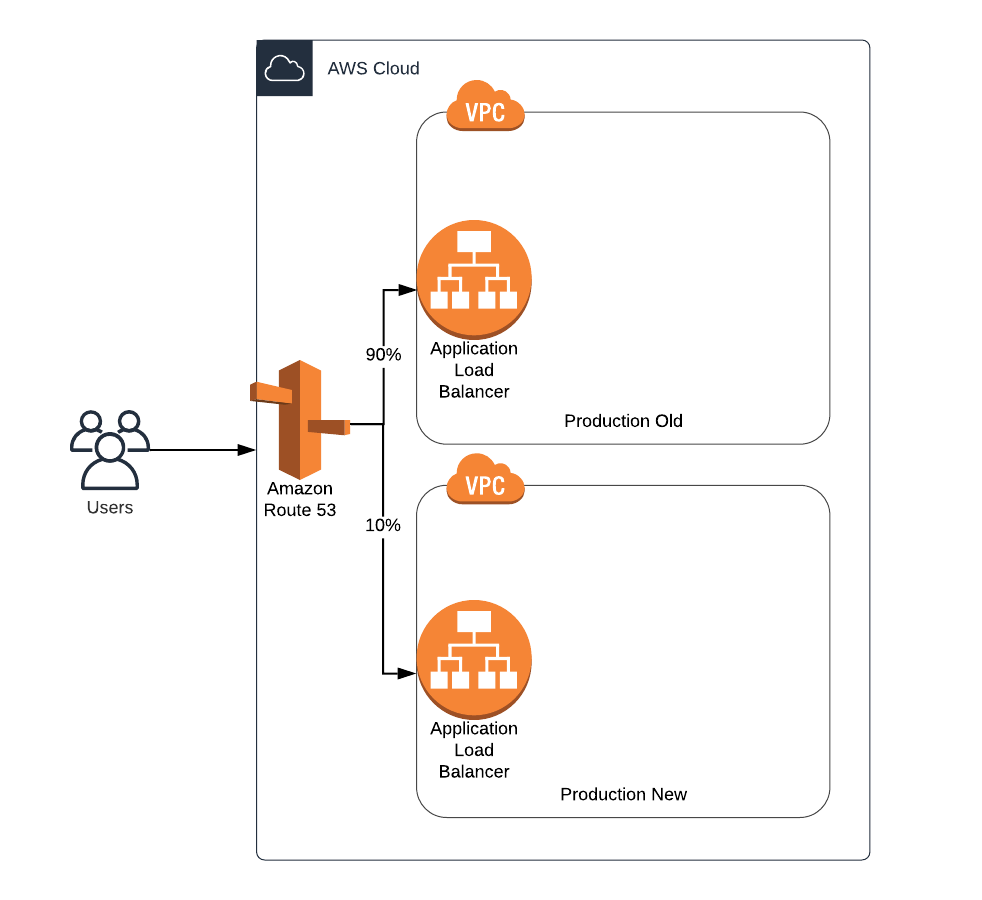 AWS Cloud
VPC
Application
Load
Balancer
90%
Production Old
Users
Amazon
Route 53
VPC
10%
Application
Load
Balancer
Production New